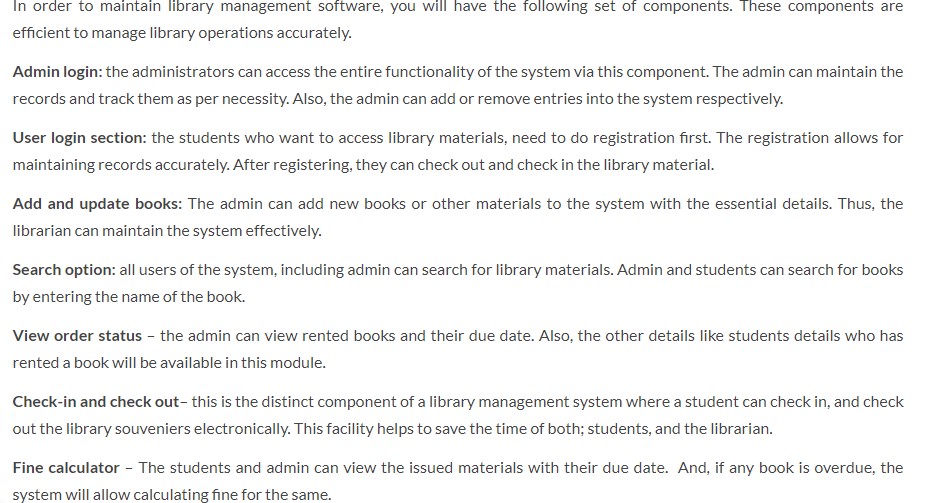 In order to maintain library management software, you will have the following set of components. These components are
efficient to manage library operations accurately.
Admin login: the administrators can access the entire functionality of the system via this component. The admin can maintain the
records and track them as per necessity. Also, the admin can add or remove entries into the system respectively.
User login section: the students who want to access library materials, need to do registration first. The registration allows for
maintaining records accurately. After registering, they can check out and check in the library material.
Add and update books: The admin can add new books or other materials to the system with the essential details. Thus, the
librarian can maintain the system effectively.
Search option: all users of the system, including admin can search for library materials. Admin and students can search for books
by entering the name of the book.
View order status – the admin can view rented books and their due date. Also, the other details like students details who has
rented a book will be available in this module.
Check-in and check out– this is the distinct component of a library management system where a student can check in, and check
out the library souveniers electronically. This facility helps to save the time of both; students, and the librarian.
Fine calculator – The students and admin can view the issued materials with their due date.  And, if any book is overdue, the
system will allow calculating fine for the same.